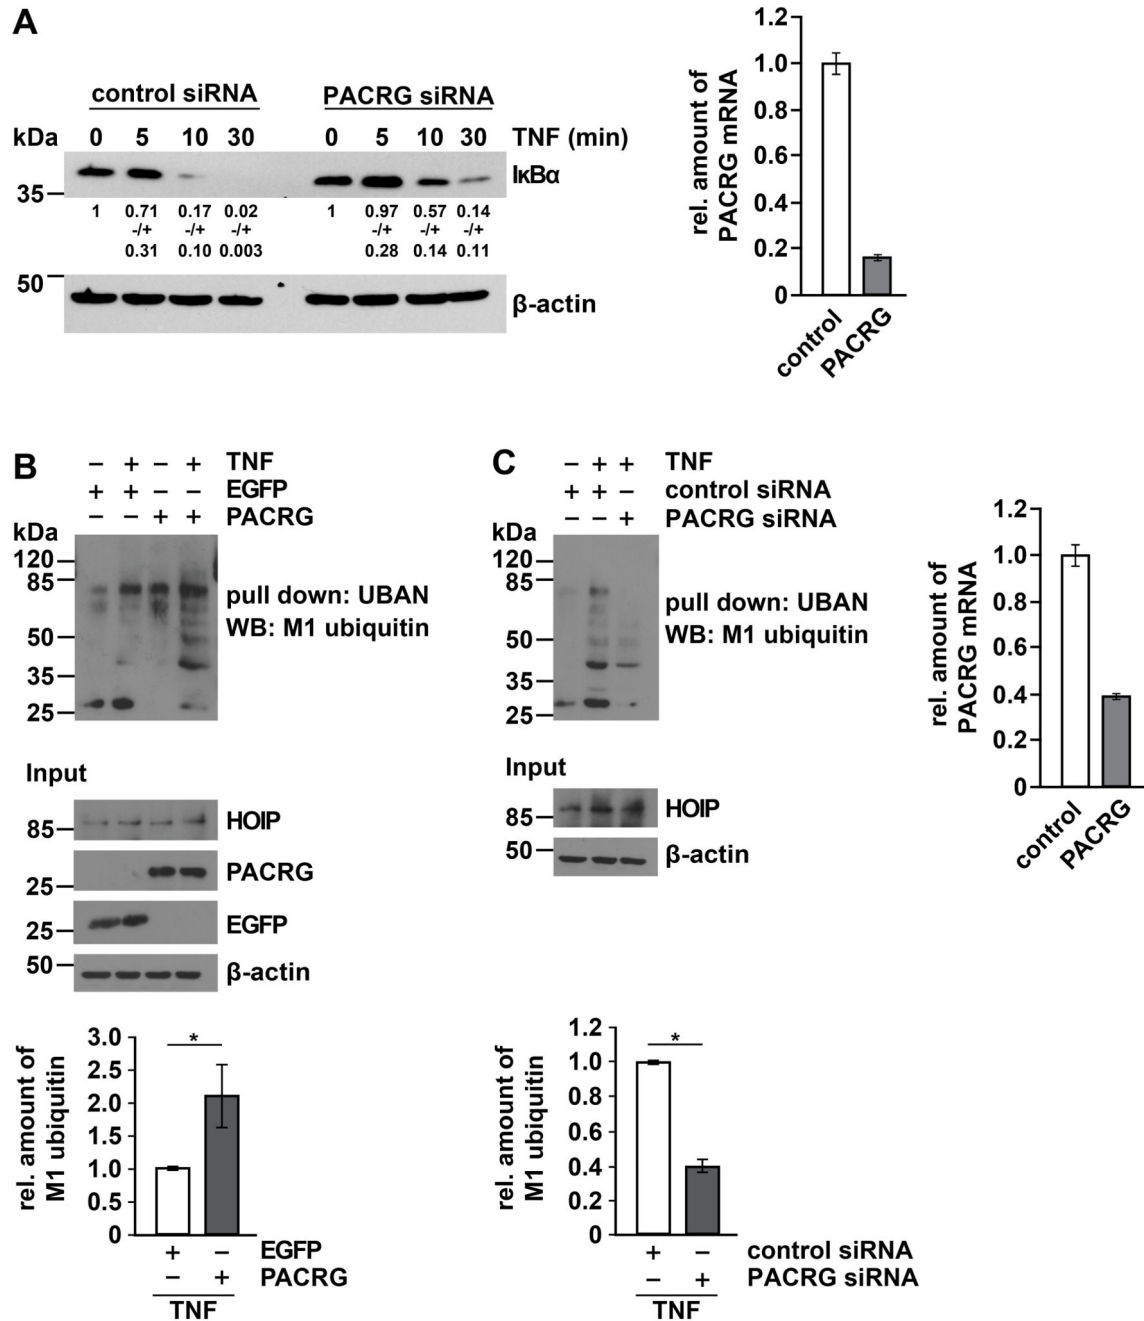 A
control siRNA PACRG siRNA
kDa 0 5 10 30 0 5 10 30 TNF (min)
IκBα
35
1 0.71 0.17 0.02 1 0.97 0.57 0.14
-/+ -/+ -/+ -/+ -/+ -/+
0.31 0.10 0.003 0.28 0.14 0.11
50
β-actin
rel. amount of
PACRG mRNA
1.2
1.0
0.8
0.6
0.4
0.2
0
control
PACRG
B
– + – + TNF
+ + – – EGFP
– – + + PACRG
kDa
120
85
50
35
25
pull down: UBAN
WB: M1 ubiquitin
Input
85 HOIP
25 PACRG
25 EGFP
50 β-actin
rel. amount of
M1 ubiquitin
3.0
2.5
2.0
1.5
1.0
0.5
0
*
+ – EGFP
– + PACRG
TNF
C
– + + TNF
+ + – control siRNA
– – + PACRG siRNA
kDa
120
85
50
35
25
pull down: UBAN
WB: M1 ubiquitin
Input
85 HOIP
50 β-actin
rel. amount of
PACRG mRNA
1.2
1.0
0.8
0.6
0.4
0.2
0
control
PACRG
rel. amount of
M1 ubiquitin
1.2
1.0
0.8
0.6
0.4
0.2
0
*
+ – control siRNA
– + PACRG siRNA
TNF